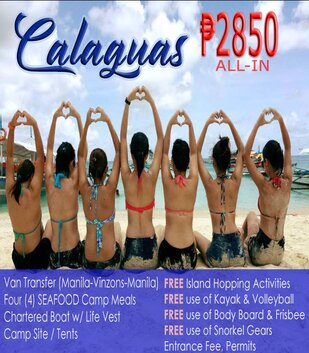 Calaguas ₱2850
ALL-IN
Van Transfer (Manila-Vinzons-Manila)
Four (4) SEAFOOD Camp Meals
Chartered Boat w/ Life Vest
Camp Site / Tents
FREE Island Hopping Activities
FREE use of Kayak & Volleyball
FREE use of Body Board & Frisbee
FREE use of Snorkel Gears
Entrance Fee, Permits